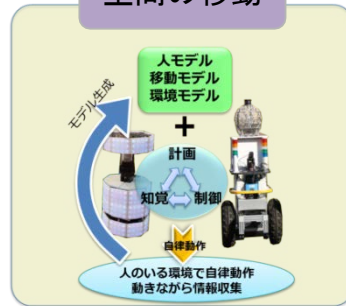 空間の移動
人モデル
移動モデル
環境モデル
モデル生成
+
計画
知覚
制御
自律動作
人のいる環境で自律動作
動きながら情報収集